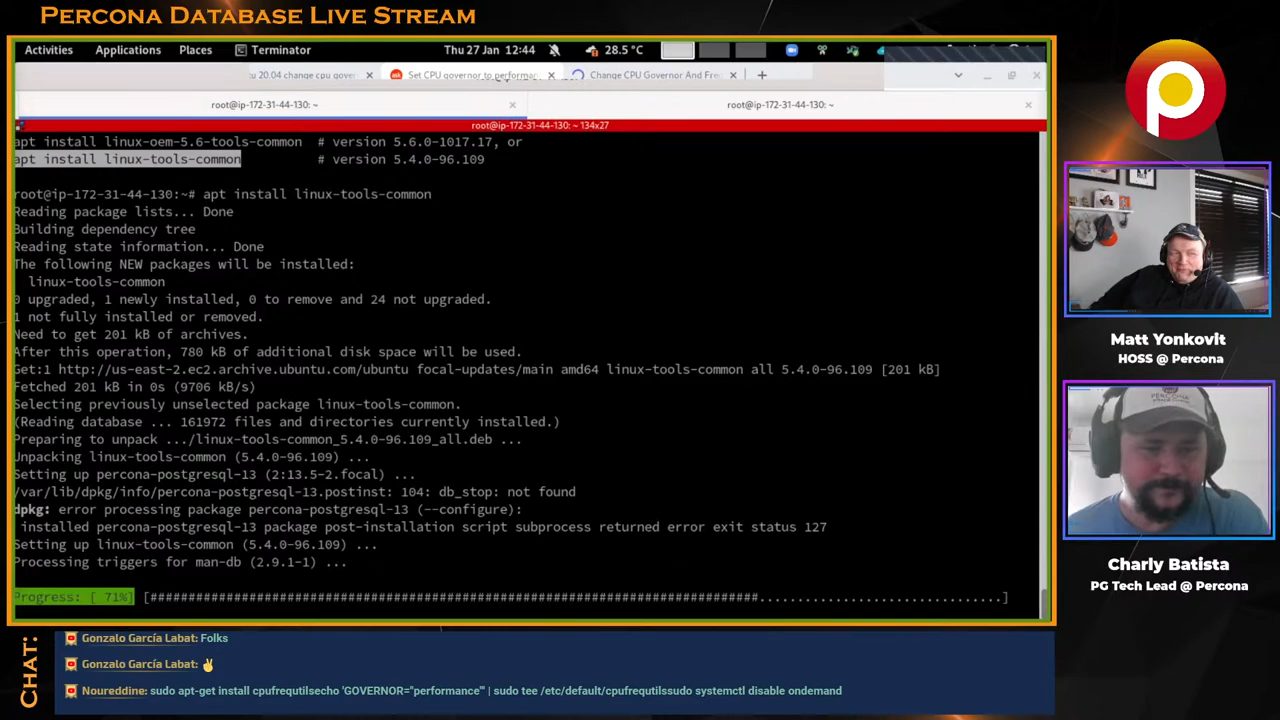 Percona Database Live Stream
Activities Applications Places Terminator Thu 27 Jan 12:44 28.5 °C
tu 20.04 change cpu gove Set CPU governor to performa Change CPU Governor And Fre
root@ip-172-31-44-130: ~ root@ip-172-31-44-130: ~
root@ip-172-31-44-130: ~ 134x27
apt install linux-oem-5.6-tools-common # version 5.6.0-1017.17, or
apt install linux-tools-common # version 5.4.0-96.109
root@ip-172-31-44-130:~# apt install linux-tools-common
Reading package lists... Done
Building dependency tree
Reading state information... Done
The following NEW packages will be installed:
linux-tools-common
0 upgraded, 1 newly installed, 0 to remove and 24 not upgraded.
1 not fully installed or removed.
Need to get 201 kB of archives.
After this operation, 780 kB of additional disk space will be used.
Get:1 http://us-east-2.ec2.archive.ubuntu.com/ubuntu focal-updates/main amd64 linux-tools-common all 5.4.0-96.109 [201 kB]
Fetched 201 kB in 0s (9706 kB/s)
Selecting previously unselected package linux-tools-common.
(Reading database ... 161972 files and directories currently installed.)
Preparing to unpack .../linux-tools-common_5.4.0-96.109_all.deb ...
Unpacking linux-tools-common (5.4.0-96.109) ...
Setting up percona-postgresql-13 (2:13.5-2.focal) ...
/var/lib/dpkg/info/percona-postgresql-13.postinst: 104: db_stop: not found
dpkg: error processing package percona-postgresql-13 (--configure):
installed percona-postgresql-13 package post-installation script subprocess returned error exit status 127
Setting up linux-tools-common (5.4.0-96.109) ...
Processing triggers for man-db (2.9.1-1) ...
Progress: [ 71%] [################################################################################................................]
Matt Yonkovit
HOSS @ Percona
PERCONA
Charly Batista
PG Tech Lead @ Percona
CHAT:
Gonzalo García Labat: Folks
Gonzalo García Labat: ✌
Noureddine: sudo apt-get install cpufrequtilsecho 'GOVERNOR="performance"' | sudo tee /etc/default/cpufrequtilssudo systemctl disable ondemand